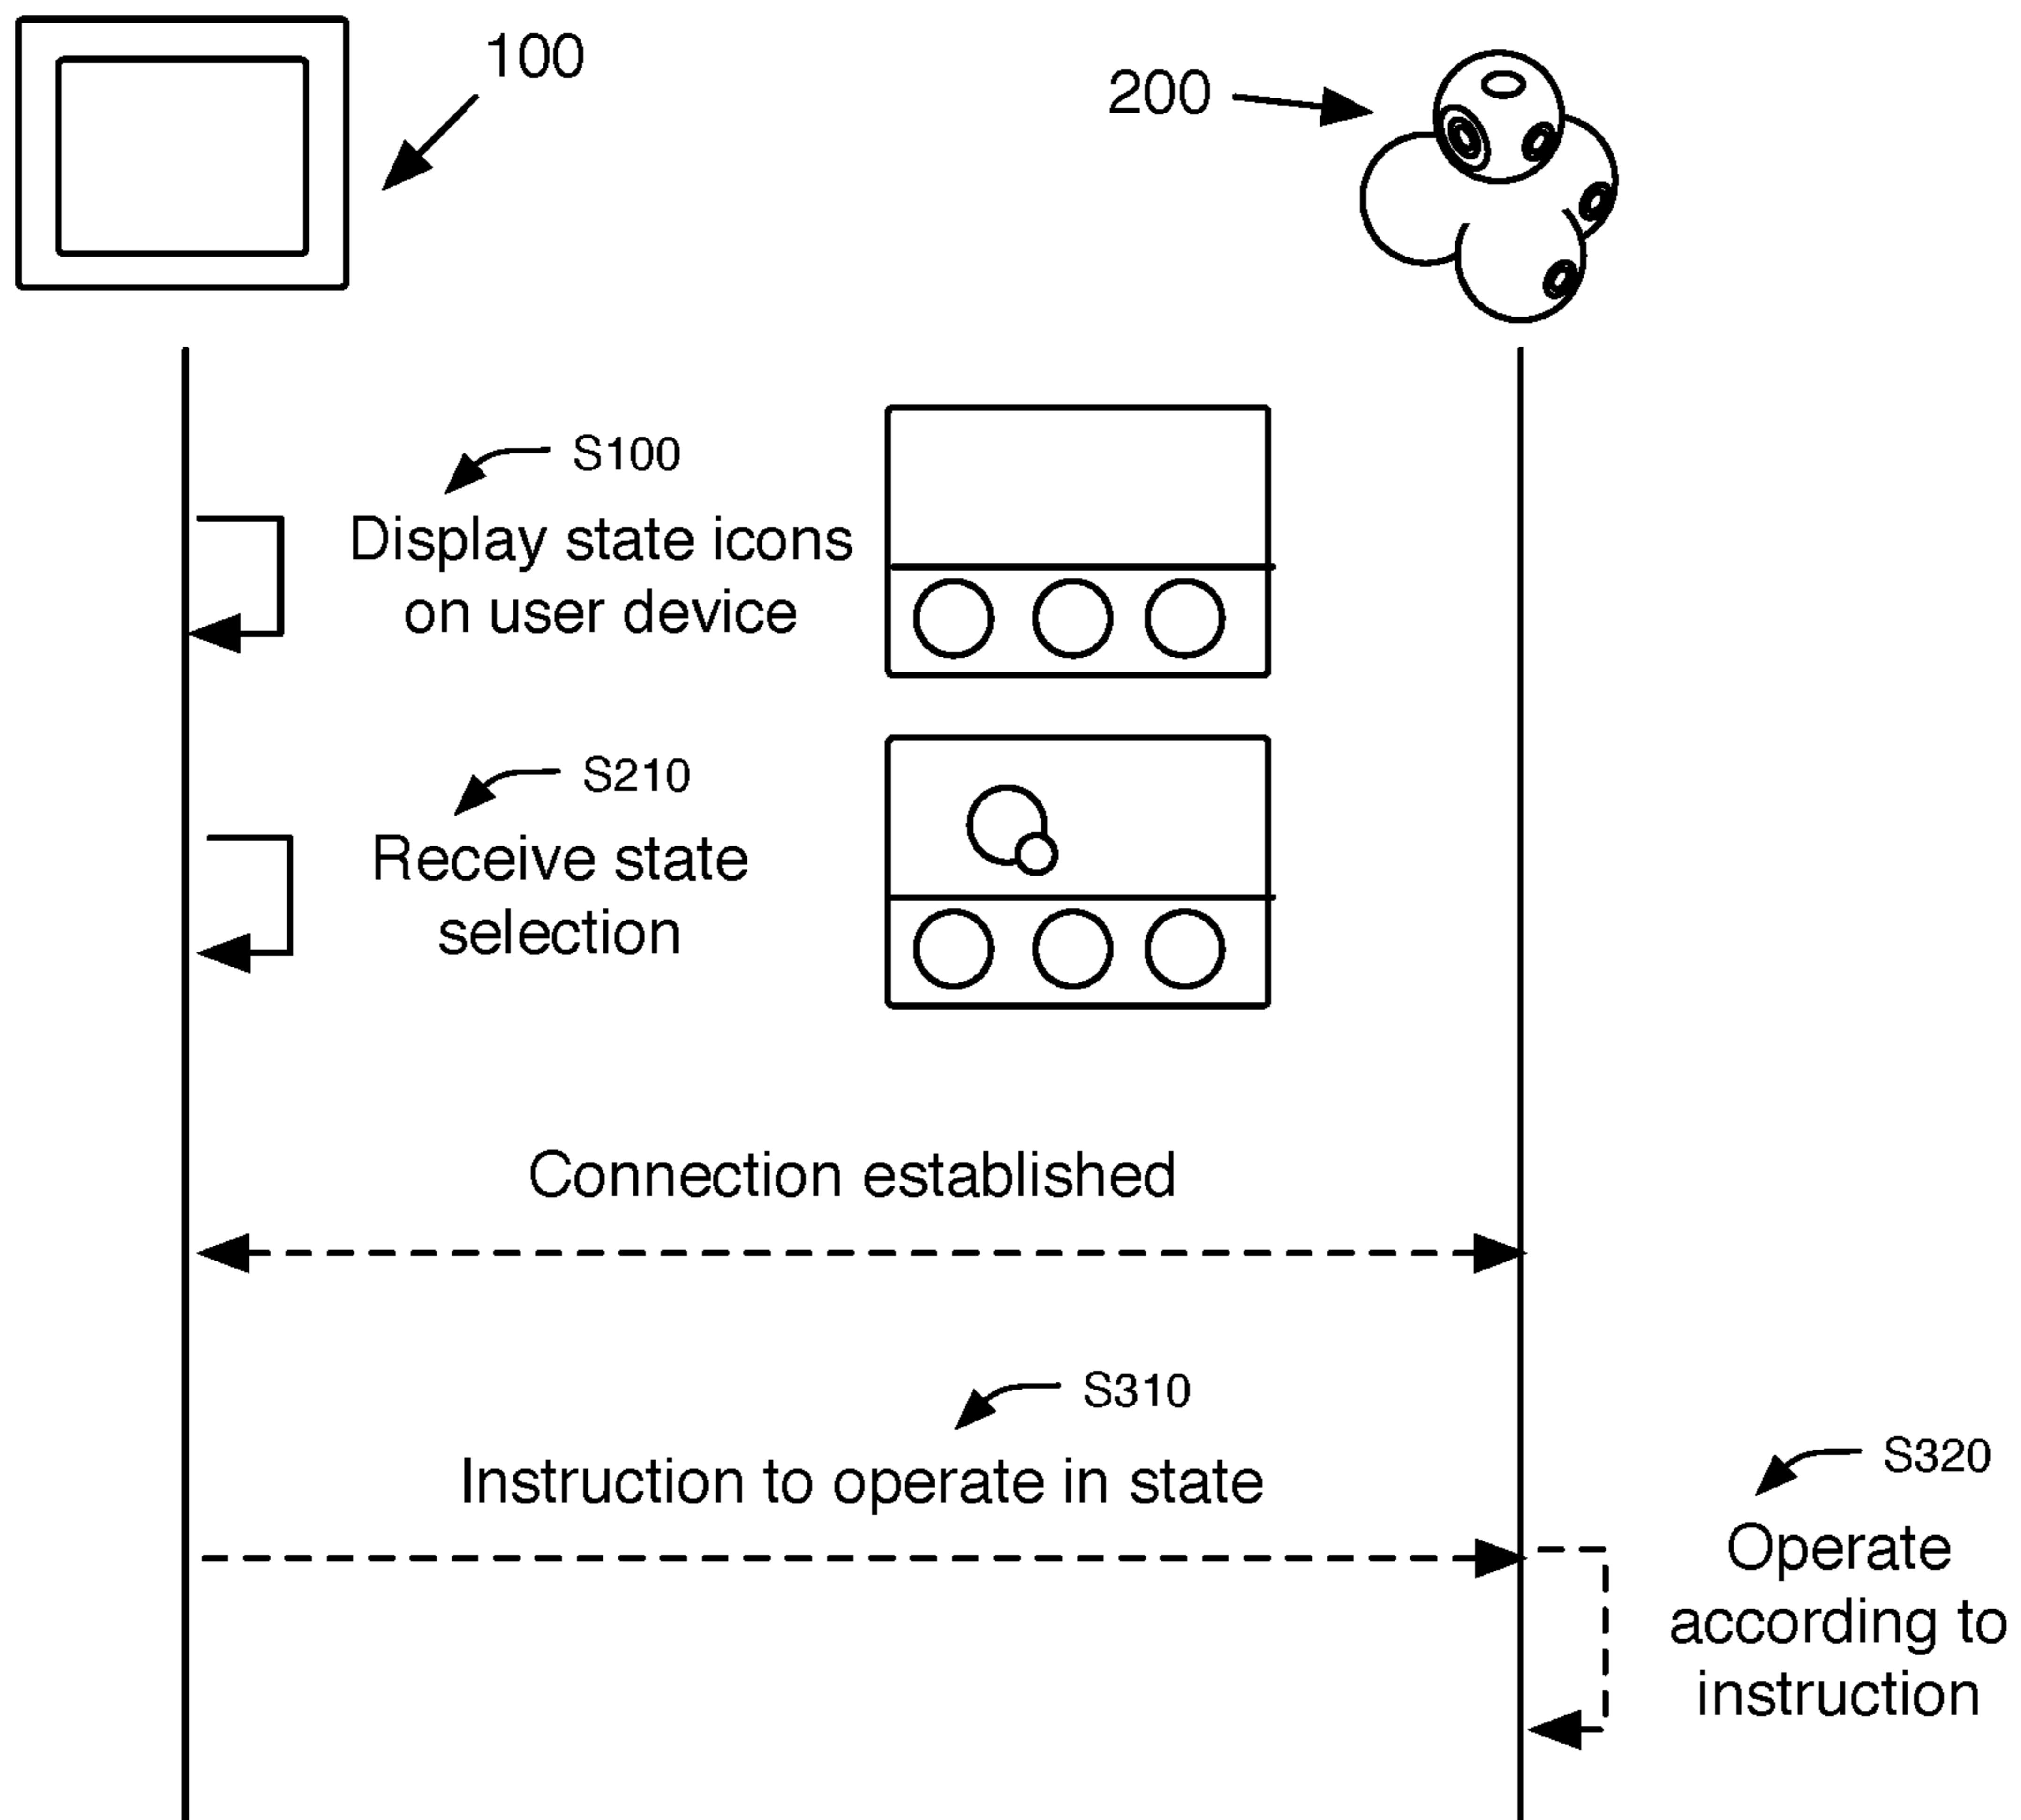 100
200
S100
Display state icons
on user device
S210
Receive state
selection
Connection established
S310
Instruction to operate in state
S320
Operate
according to
instruction